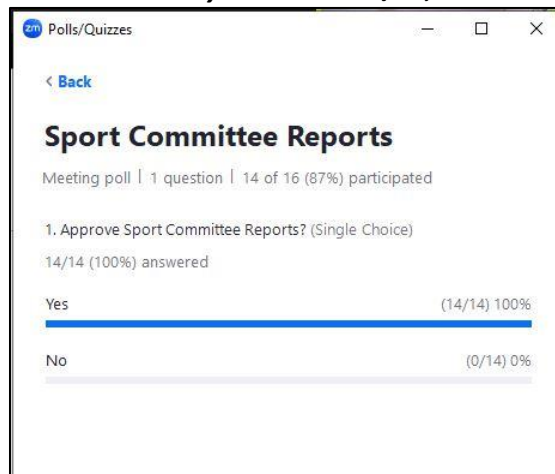 zm Polls/Quizzes
< Back
Sport Committee Reports
Meeting poll | 1 question | 14 of 16 (87%) participated
1. Approve Sport Committee Reports? (Single Choice)
14/14 (100%) answered
Yes (14/14) 100%
No (0/14) 0%